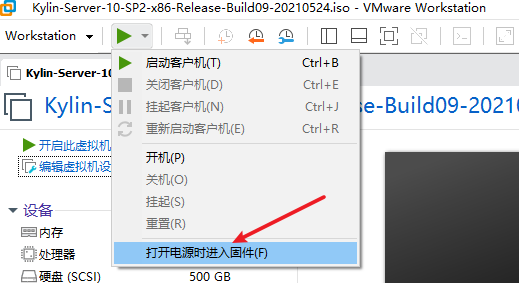 Kylin-Server-10-SP2-x86-Release-Build09-20210524.iso - VMware Workstation
Workstation
Kylin-Server-10
启动客户机(T) Ctrl+B
关闭客户机(D) Ctrl+E
挂起客户机(N) Ctrl+J
重新启动客户机(E) Ctrl+R
开机(P)
关机(O)
挂起(S)
重置(R)
打开电源时进入固件(F)
Kylin-
lease-Build09-20210
开启此虚拟机
编辑虚拟机设
设备
内存
处理器
硬盘 (SCSI) 500 GB